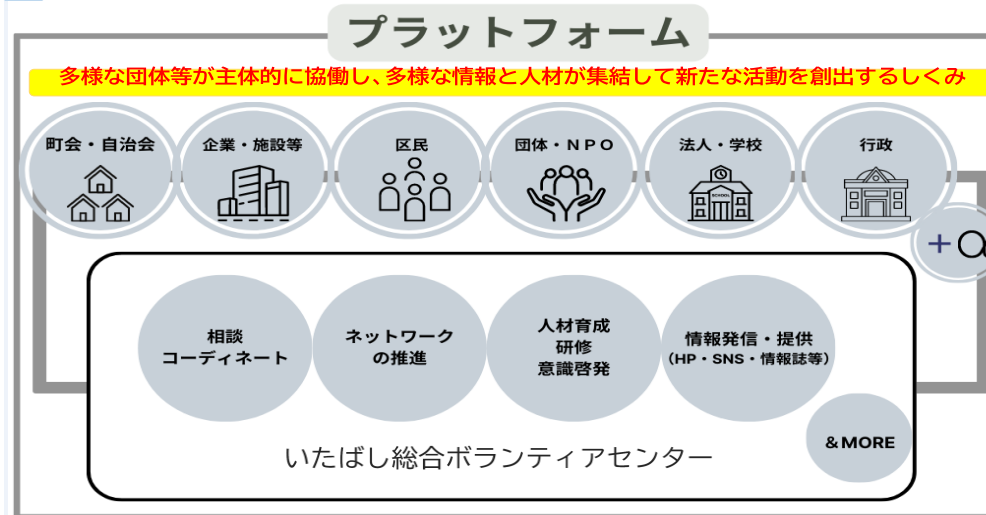 プラットフォーム
多様な団体等が主体的に協働し、多様な情報と人材が集結して新たな活動を創出するしくみ
町会・自治会
企業・施設等
区民
団体・NPO
法人・学校
行政
SCHOOL
+
相談
コーディネート
ネットワーク
の推進
人材育成
研修
意識啓発
情報発信・提供
(HP・SNS・情報誌等)
&MORE
いたばし総合ボランティアセンター